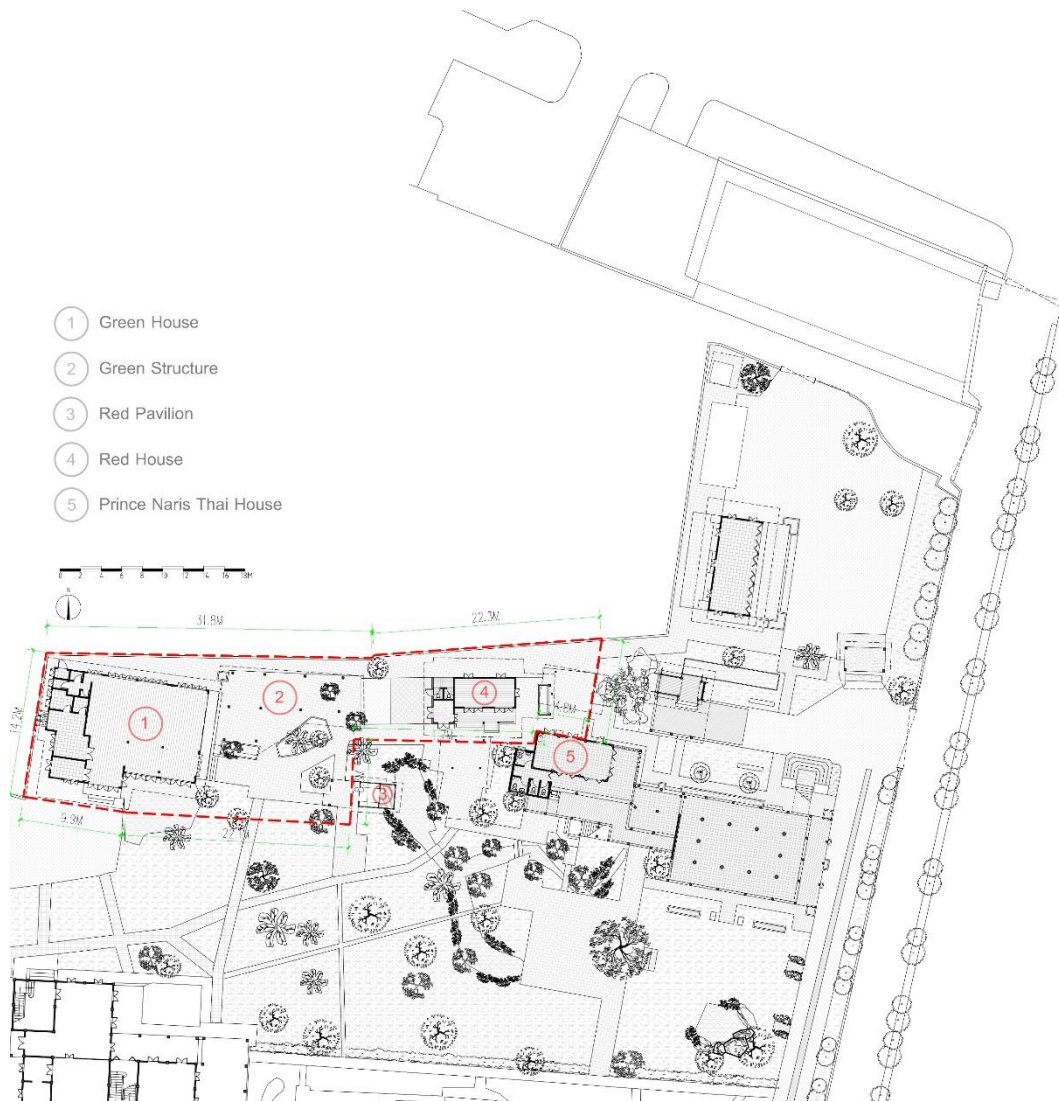 1 Green House
2 Green Structure
3 Red Pavilion
4 Red House
5 Prince Naris Thai House
0 2 4 6 8 10 12 14 16 18M
N
31.8M
22.3M
14.2M
9.9M
1
2
3
4
5